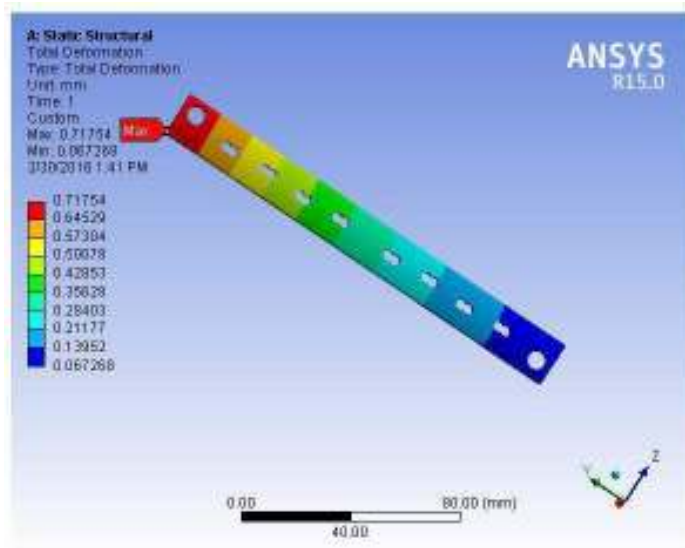 A: Static Structural
Total Deformation
Type: Total Deformation
Unit: mm
Time: 1
Custom
Max: 0.71754
Min: 0.067268
3/30/2016 1:41 PM
ANSYS
R15.0
Max
0.71754
0.64529
0.57304
0.50078
0.42853
0.35628
0.28403
0.21177
0.13952
0.067268
0.00
80.00 (mm)
40.00
Y
Z